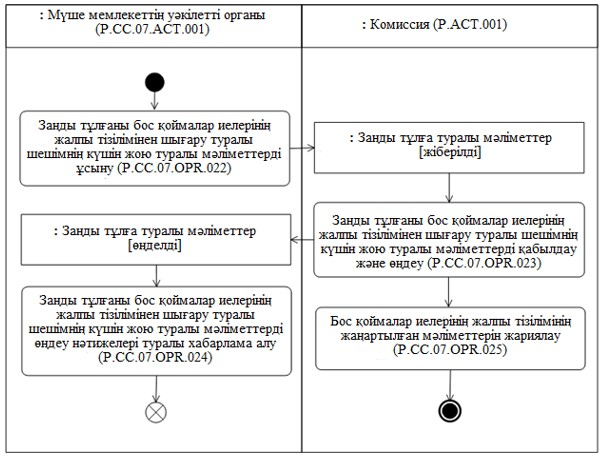 : Мүше мемлекеттің уәкілетті органы
(P.CC.07.ACT.001)
: Комиссия (P.ACT.001)
Заңды тұлғаны бос қоймалар иелерінің
жалпы тізілімінен шығару туралы
шешімнің күшін жою туралы мәліметтерді
ұсыну (P.CC.07.OPR.022)
: Заңды тұлға туралы мәліметтер
[жіберілді]
Заңды тұлғаны бос қоймалар иелерінің
жалпы тізілімінен шығару туралы шешімнің
күшін жою туралы мәліметтерді қабылдау
және өңдеу (P.CC.07.OPR.023)
: Заңды тұлға туралы мәліметтер
[өңделді]
Заңды тұлғаны бос қоймалар иелерінің
жалпы тізілімінен шығару туралы
шешімнің күшін жою туралы мәліметтерді
өңдеу нәтижелері туралы хабарлама алу
(P.CC.07.OPR.024)
Бос қоймалар иелерінің жалпы тізілімінің
жаңартылған мәліметтерін жариялау
(P.CC.07.OPR.025)